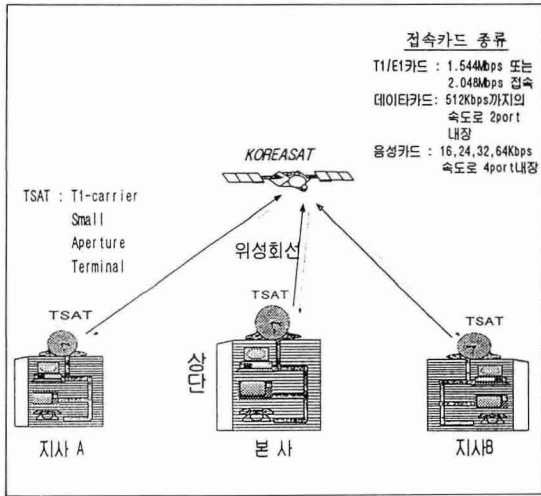 접속카드 종류
T1/E1카드 : 1.544Mbps 또는
2.048Mbps 접속
데이타카드: 512Kbps까지의
속도로 2port
내장
음성카드 : 16,24,32,64Kbps
속도로 4port내장
KOREASAT
TSAT : T1-carrier
Small
Aperture
Terminal
위성회선
TSAT
TSAT
TSAT
상단
지사 A
본 사
지사B